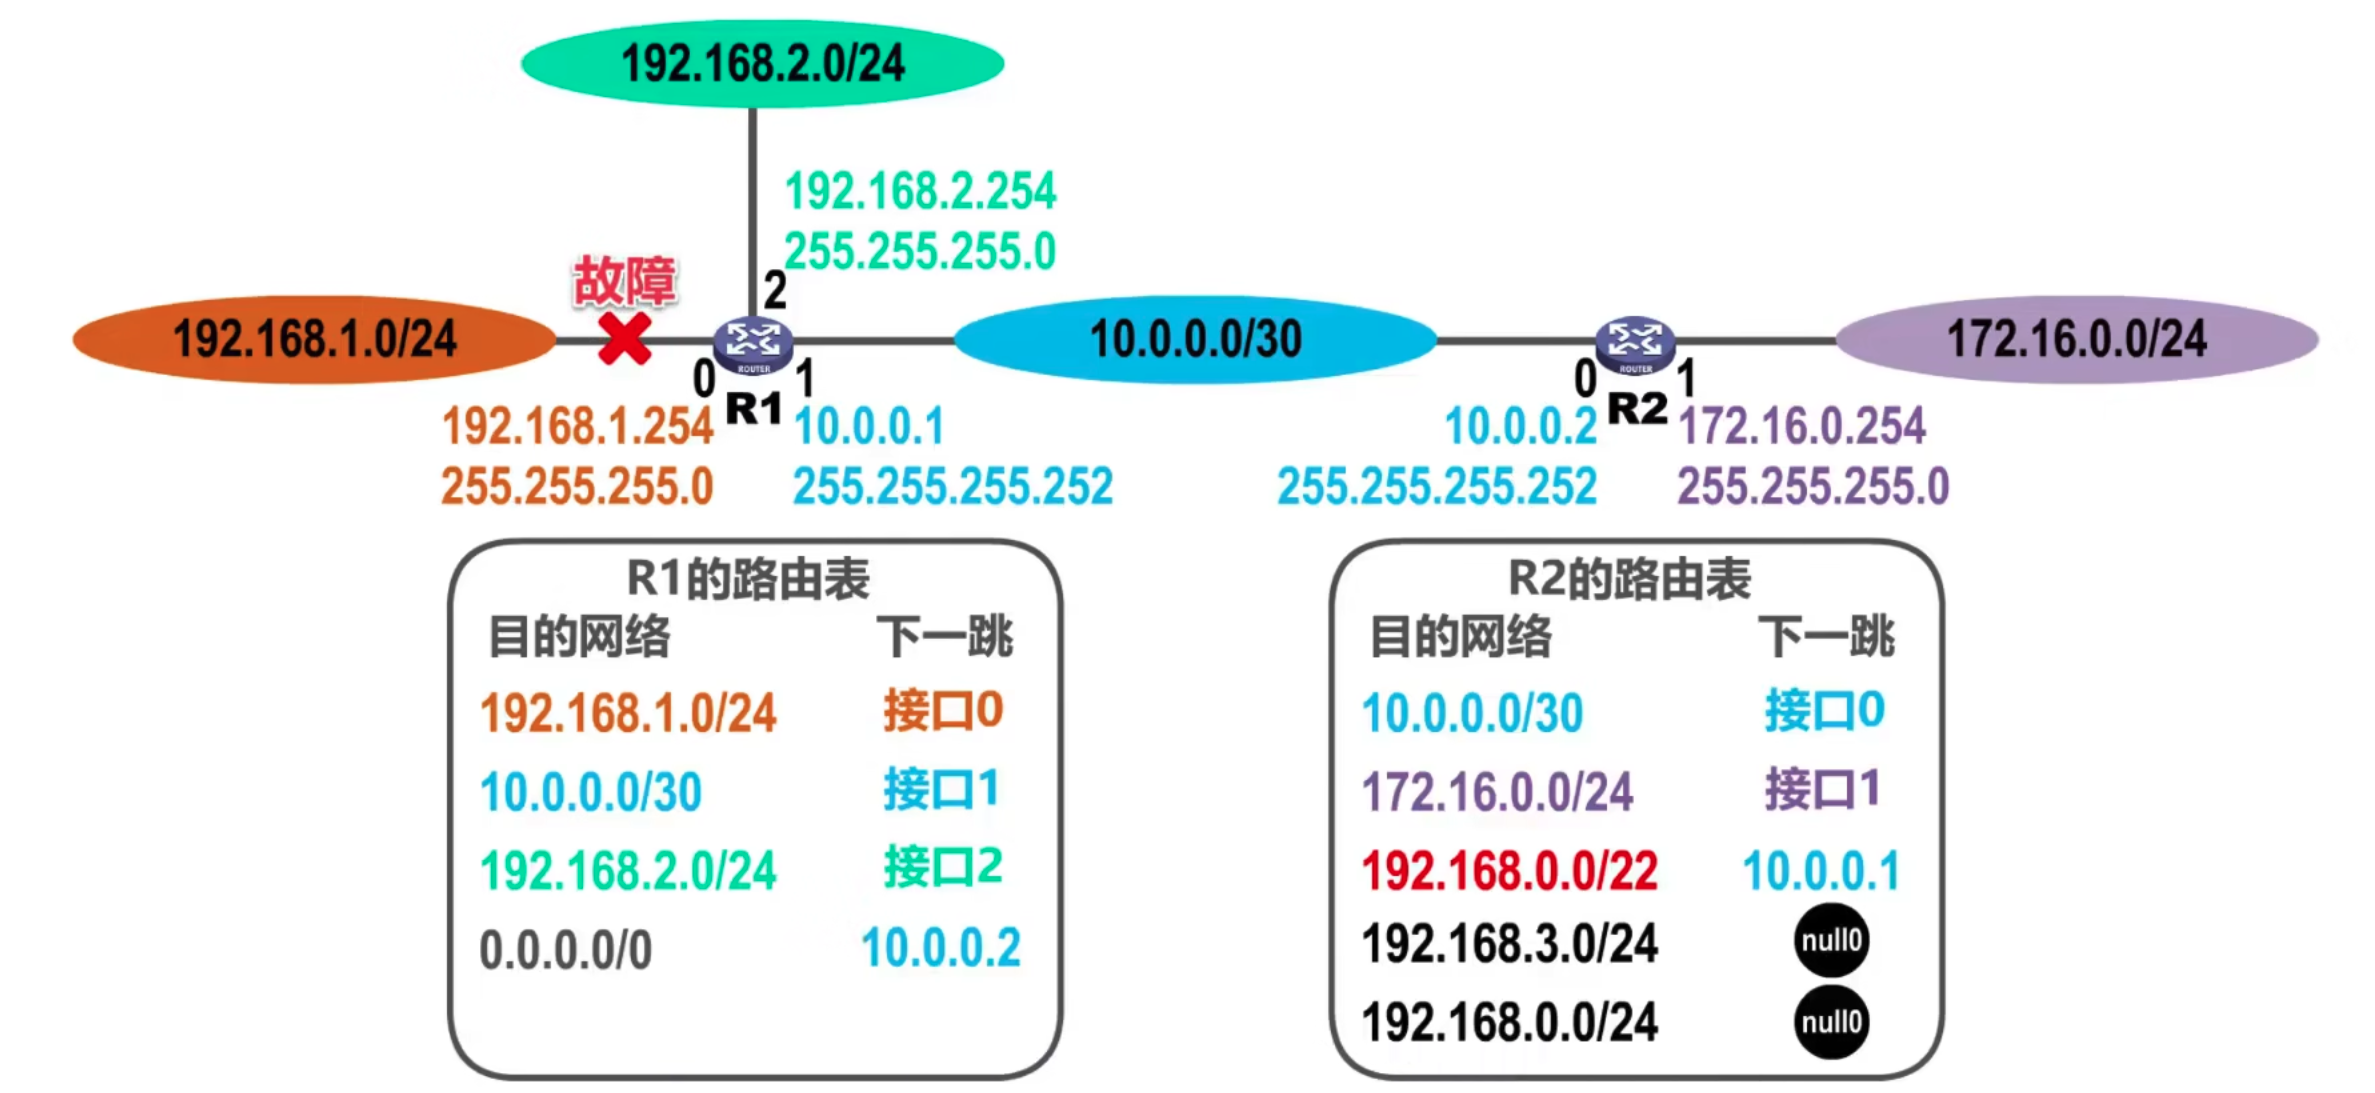 192.168.2.0/24
192.168.2.254
255.255.255.0
故障
2
192.168.1.0/24
10.0.0.0/30
172.16.0.0/24
ROUTER
ROUTER
0
1
0
1
R1
R2
192.168.1.254
255.255.255.0
10.0.0.1
255.255.255.252
10.0.0.2
255.255.255.252
172.16.0.254
255.255.255.0
R1的路由表
目的网络 下一跳
192.168.1.0/24 接口0
10.0.0.0/30 接口1
192.168.2.0/24 接口2
0.0.0.0/0 10.0.0.2
R2的路由表
目的网络 下一跳
10.0.0.0/30 接口0
172.16.0.0/24 接口1
192.168.0.0/22 10.0.0.1
192.168.3.0/24 null0
192.168.0.0/24 null0